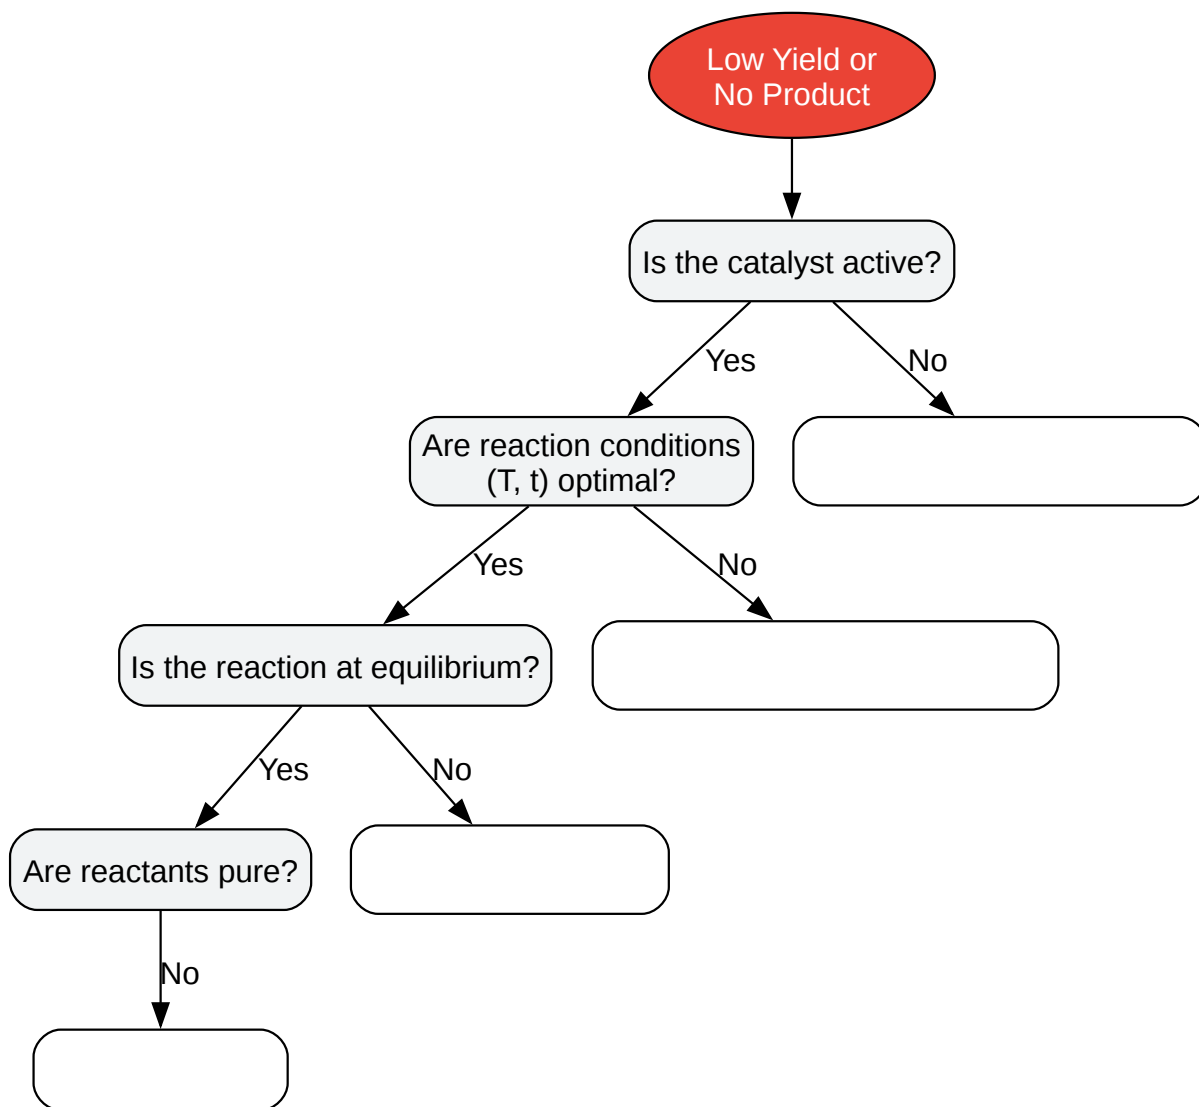 Low Yield or
No Product
Is the catalyst active?
Yes
No
Are reaction conditions
(T, t) optimal?
Yes
No
Is the reaction at equilibrium?
Yes
No
Are reactants pure?
No